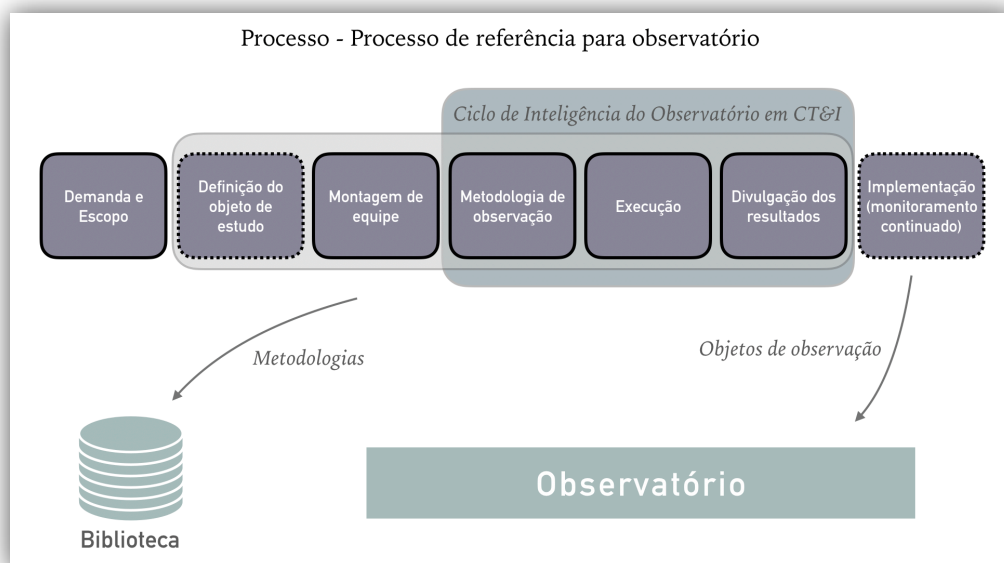 Processo - Processo de referência para observatório
Ciclo de Inteligência do Observatório em CT&I
Demanda e
Escopo
Definição do
objeto de
estudo
Montagem de
equipe
Metodologia de
observação
Execução
Divulgação dos
resultados
Implementação
(monitoramento
continuado)
Metodologias
Objetos de observação
Biblioteca
Observatório